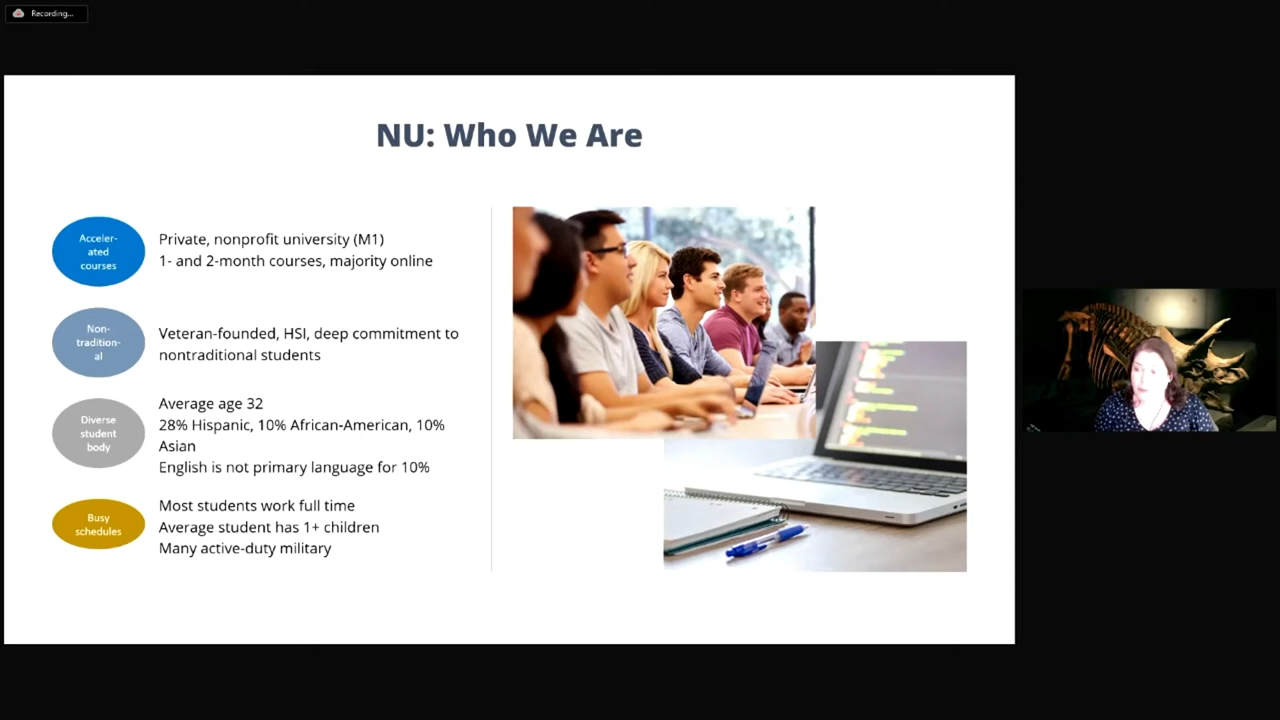 Recording...
NU: Who We Are
Acceler-
ated
courses
Private, nonprofit university (M1)
1- and 2-month courses, majority online
Non-
tradition-
al
Veteran-founded, HSI, deep commitment to
nontraditional students
Diverse
student
body
Average age 32
28% Hispanic, 10% African-American, 10%
Asian
English is not primary language for 10%
Busy
schedules
Most students work full time
Average student has 1+ children
Many active-duty military